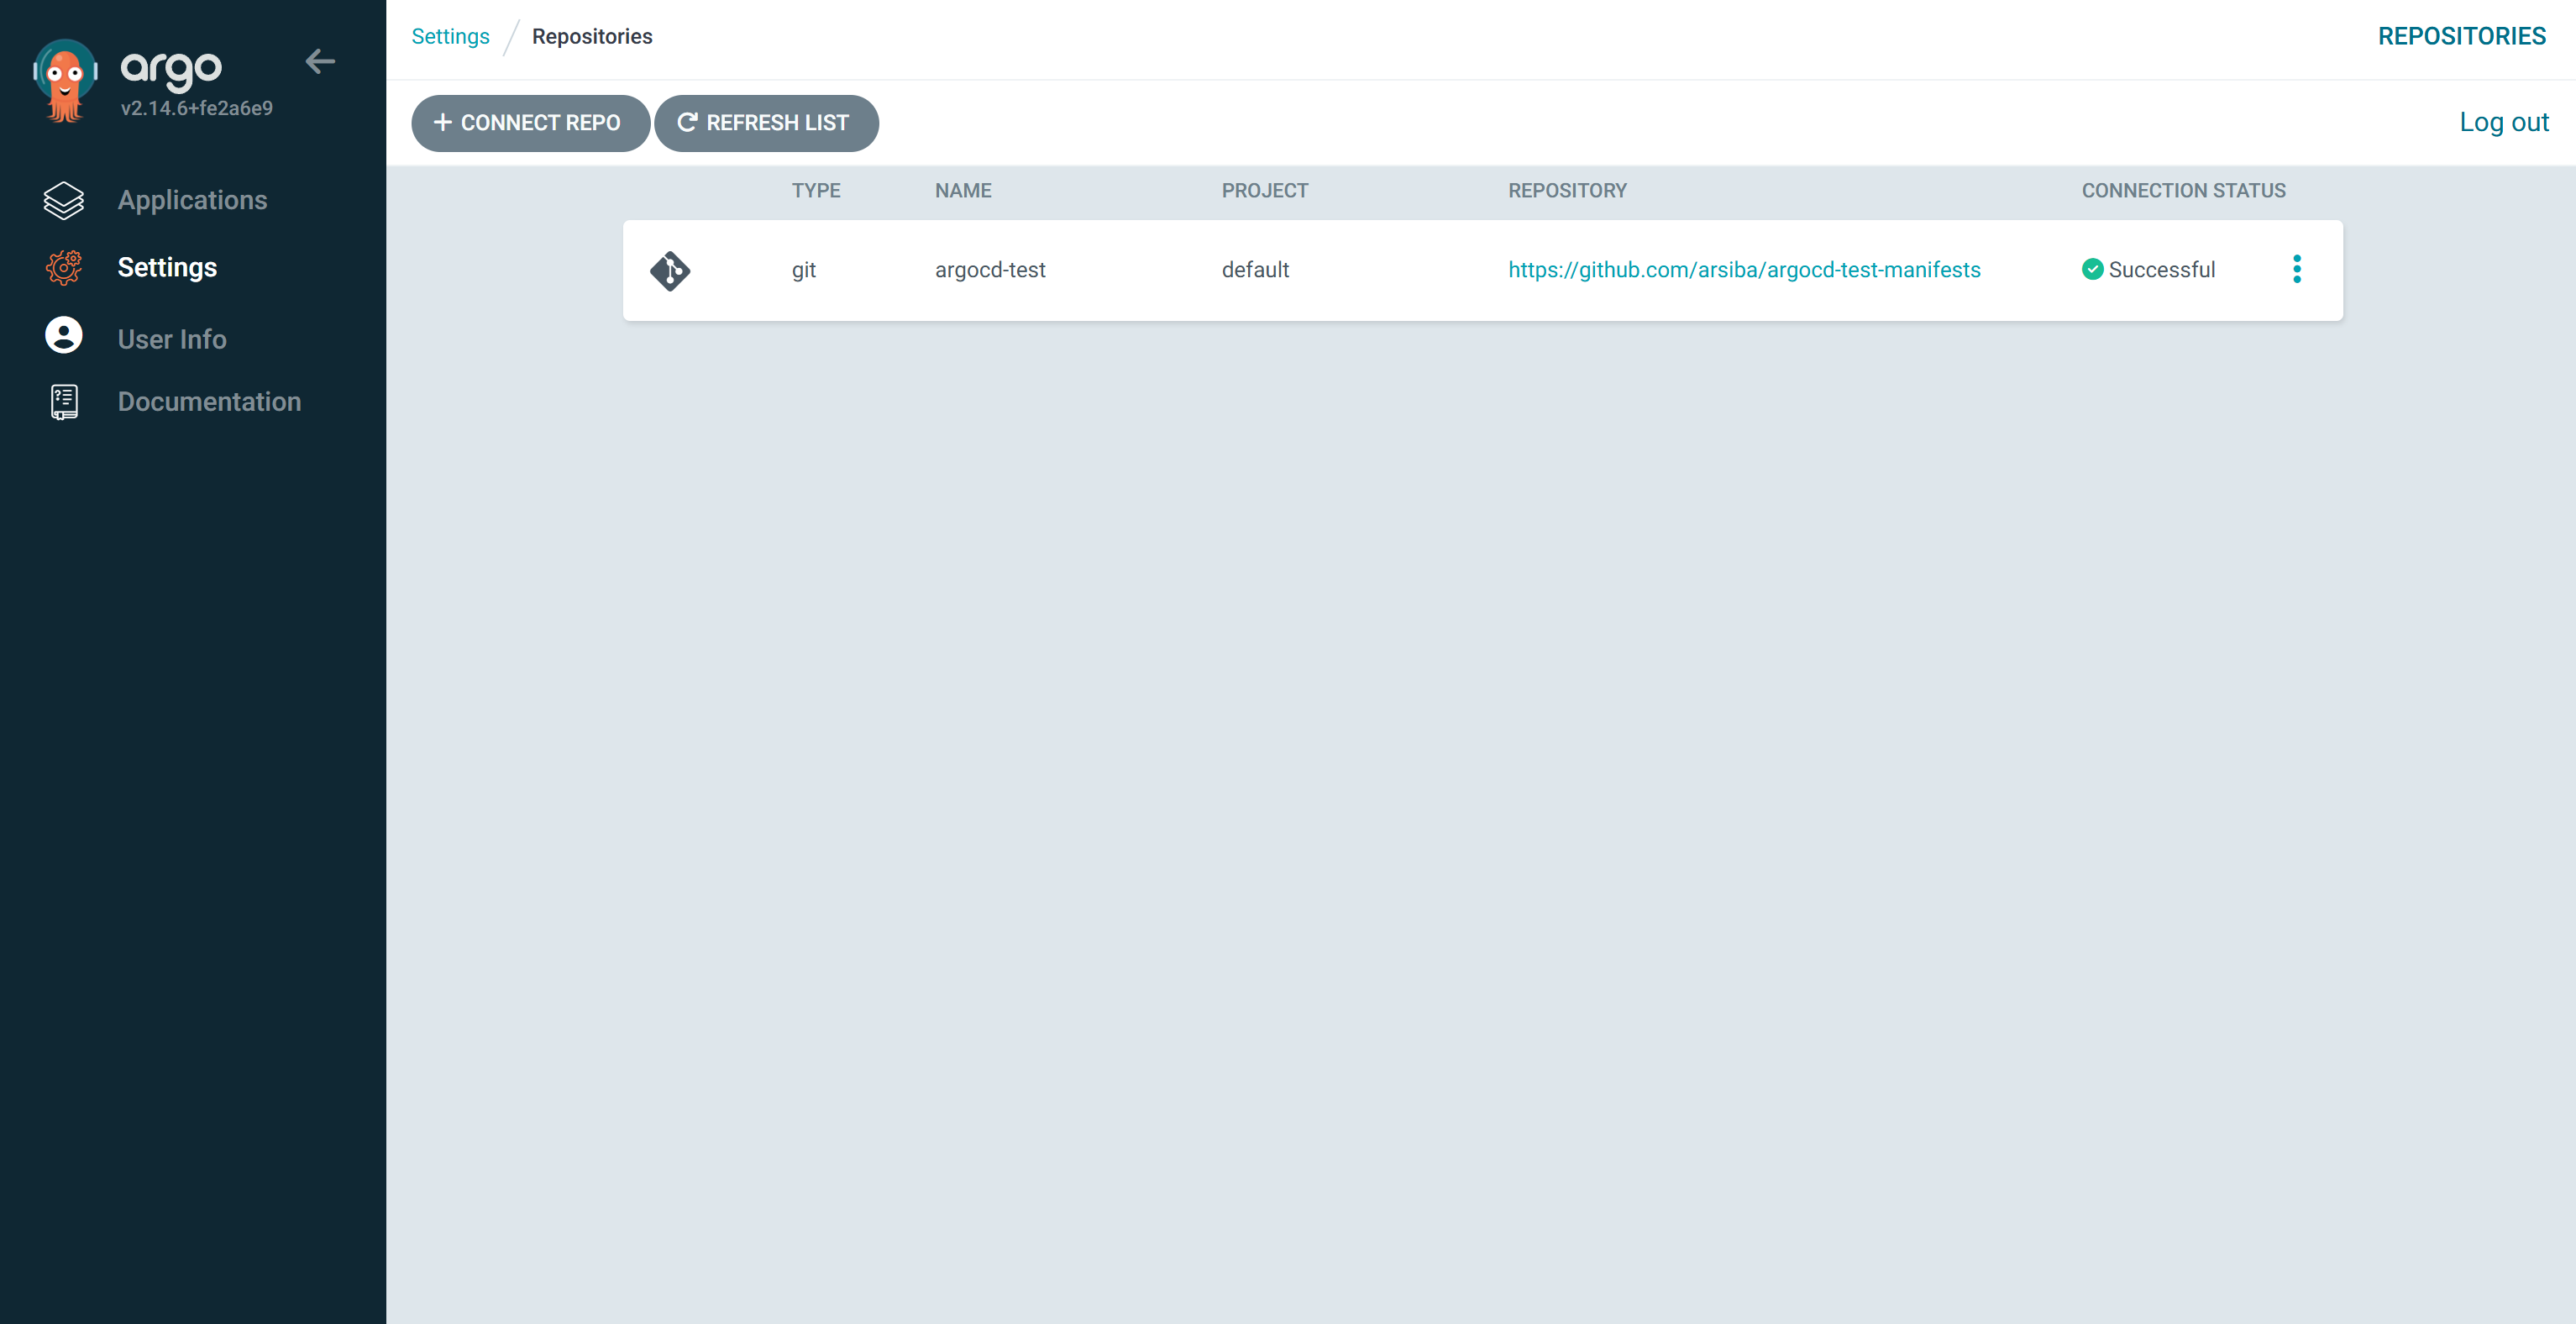 argo
v2.14.6+fe2a6e9
Applications
Settings
User Info
Documentation
Settings / Repositories
REPOSITORIES
+ CONNECT REPO
REFRESH LIST
Log out
TYPE NAME PROJECT REPOSITORY CONNECTION STATUS
git argocd-test default https://github.com/arsiba/argocd-test-manifests Successful